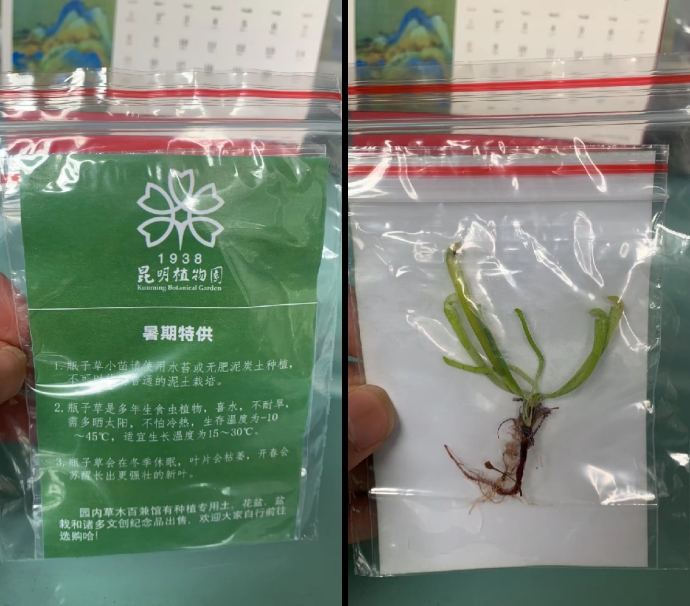 1938
昆明植物园
Kunming Botanical Garden
暑期特供
1. 瓶子草小苗请使用水苔或无肥泥炭土种植,
不可 普通的泥土栽培。
2. 瓶子草是多年生食虫植物, 喜水, 不耐旱,
需多晒太阳, 不怕冷热, 生存温度为-10
~45℃, 适宜生长温度为15~30℃。
3. 瓶子草会在冬季休眠, 叶片会枯萎, 开春会
苏醒长出更强壮的新叶。
园内草木百兼馆有种植专用土、花盆、盆
栽和诸多文创纪念品出售, 欢迎大家自行前往
选购哈!